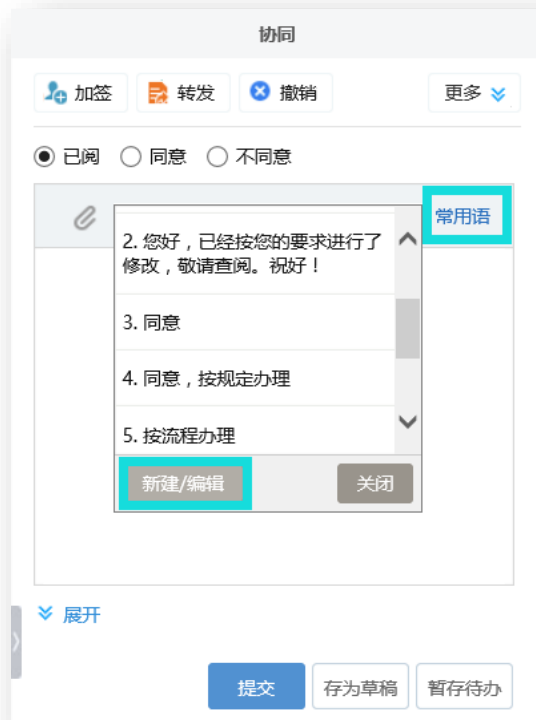 协同
加签 转发 撤销 更多
已阅 同意 不同意
常用语
2. 您好，已经按您的要求进行了
修改，敬请查阅。祝好！
3. 同意
4. 同意，按规定办理
5. 按流程办理
新建/编辑 关闭
展开
提交 存为草稿 暂存待办